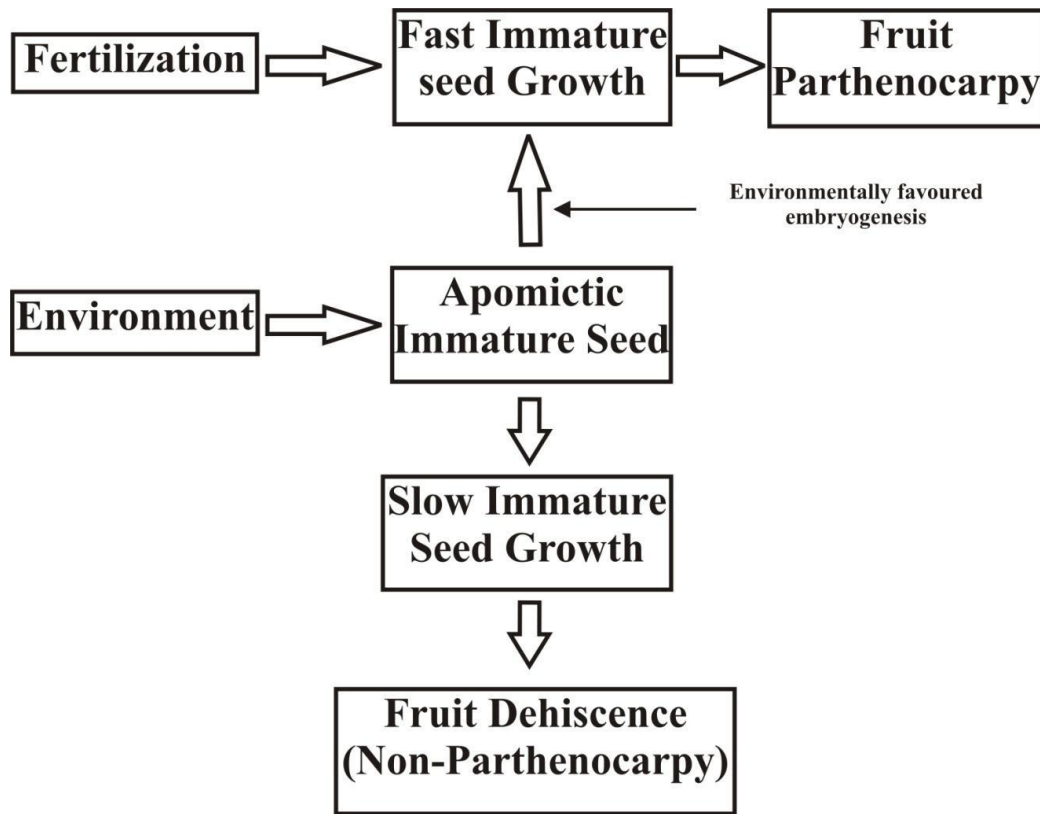 Fertilization
Fast Immature
seed Growth
Fruit
Parthenocarpy
Environmentally favoured
embryogenesis
Environment
Apomictic
Immature Seed
Slow Immature
Seed Growth
Fruit Dehiscence
(Non-Parthenocarpy)